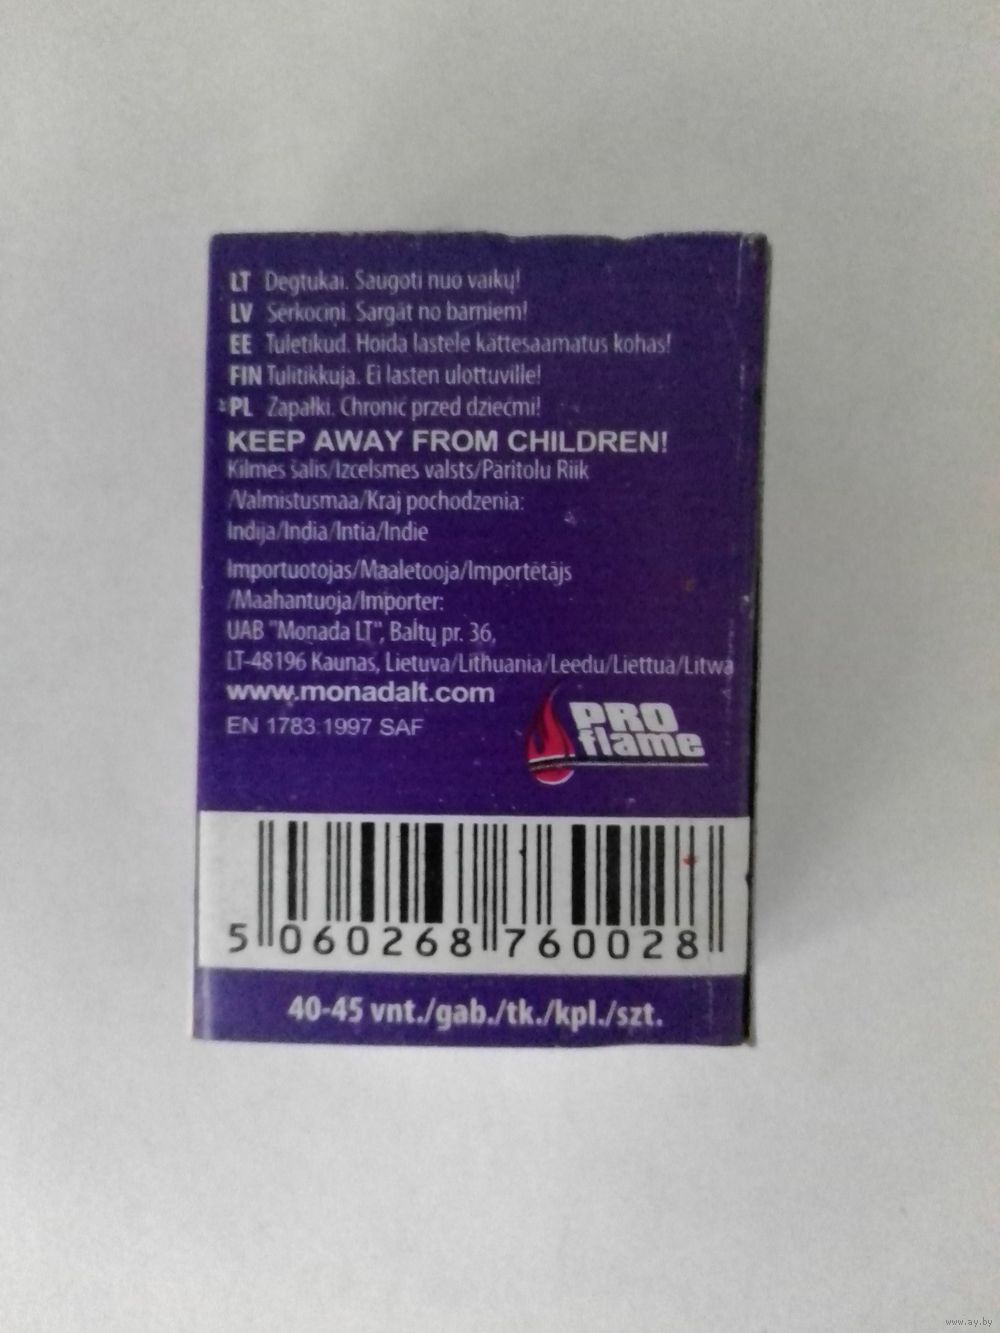 LT Degtukai. Saugoti nuo vaikų!
LV Sērkociņi. Sargāt no barniem!
EE Tuletikud. Hoida lastele kättesaamatus kohas!
FIN Tulitikkuja. Ei lasten ulottuville!
PL Zapałki. Chronić przed dziećmi!
KEEP AWAY FROM CHILDREN!
Kilmės šalis/Izcelsmes valsts/Päritolu Riik
/Valmistusmaa/Kraj pochodzenia:
Indija/India/Intia/Indie
Importuotojas/Maaletooja/Importētājs
/Maahantuoja/Importer:
UAB "Monada LT", Baltų pr. 36,
LT-48196 Kaunas, Lietuva/Lithuania/Leedu/Liettua/Litwa
www.monadalt.com
EN 1783:1997 SAF
PRO
flame
5 060268 760028
40-45 vnt./gab./tk./kpl./szt.
www.ay.by